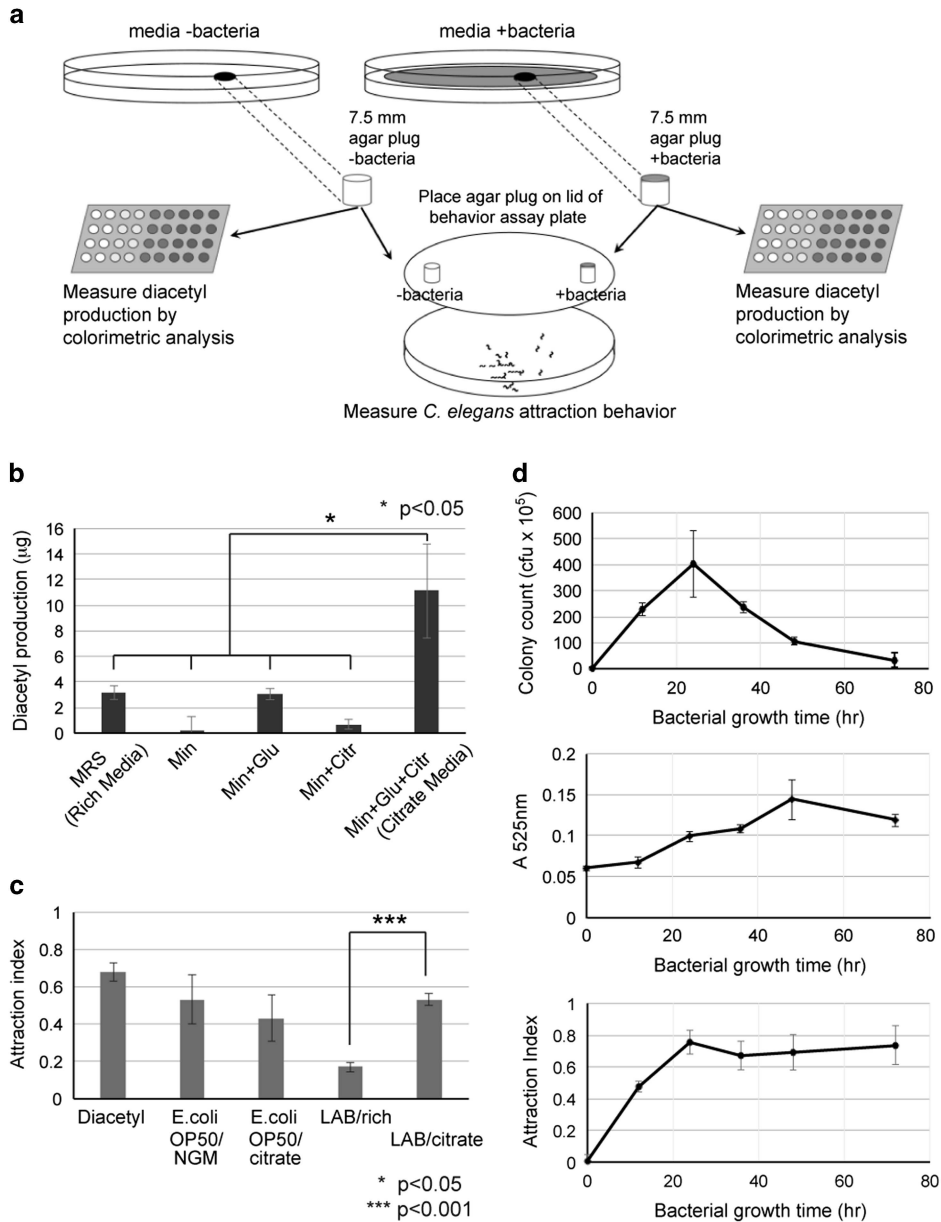 a
media -bacteria
media +bacteria
7.5 mm
agar plug
-bacteria
7.5 mm
agar plug
+bacteria
Place agar plug on lid of
behavior assay plate
-bacteria
+bacteria
Measure diacetyl
production by
colorimetric analysis
Measure diacetyl
production by
colorimetric analysis
Measure C. elegans attraction behavior
b
* p<0.05
*
Diacetyl production (µg)
16
14
12
10
8
6
4
2
0
MRS
(Rich Media)
Min
Min+Glu
Min+Citr
Min+Glu+Citr
(Citrate Media)
c
***
Attraction index
1
0.8
0.6
0.4
0.2
0
Diacetyl
E.coli
OP50/
NGM
E.coli
OP50/
citrate
LAB/rich
LAB/citrate
* p<0.05
*** p<0.001
d
Colony count (cfu x 10⁵)
600
500
400
300
200
100
0
0 20 40 60 80
Bacterial growth time (hr)
A 525nm
0.2
0.15
0.1
0.05
0
0 20 40 60 80
Bacterial growth time (hr)
Attraction Index
1
0.8
0.6
0.4
0.2
0
0 20 40 60 80
Bacterial growth time (hr)